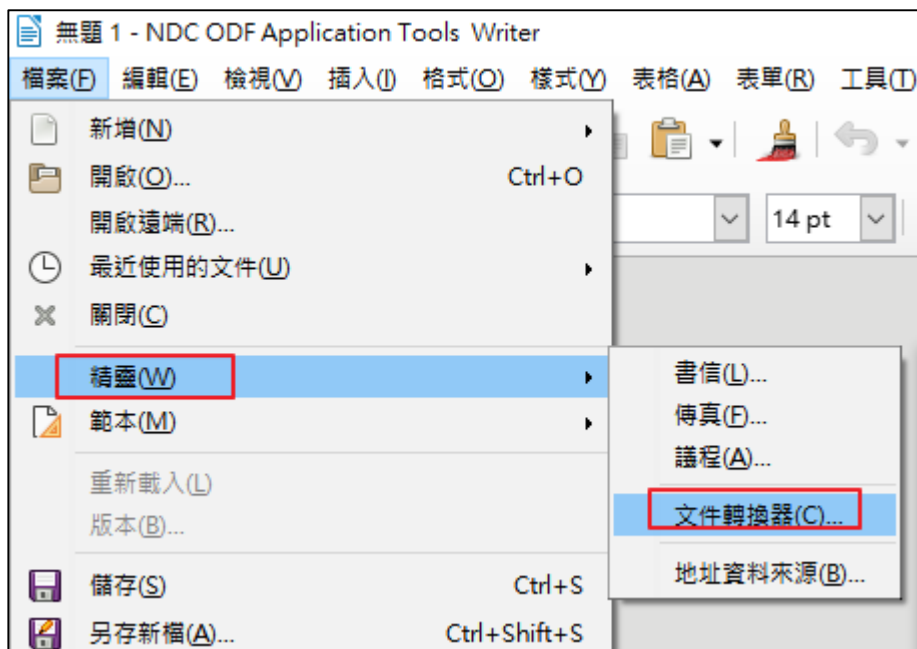 無題 1 - NDC ODF Application Tools Writer
檔案(F) 編輯(E) 檢視(V) 插入(I) 格式(O) 樣式(Y) 表格(A) 表單(R) 工具(T)
新增(N)
開啟(O)... Ctrl+O
開啟遠端(R)...
14 pt
最近使用的文件(U)
關閉(C)
精靈(W)
範本(M)
重新載入(L)
版本(B)...
儲存(S) Ctrl+S
另存新檔(A)... Ctrl+Shift+S
書信(L)...
傳真(F)...
議程(A)...
文件轉換器(C)...
地址資料來源(B)...